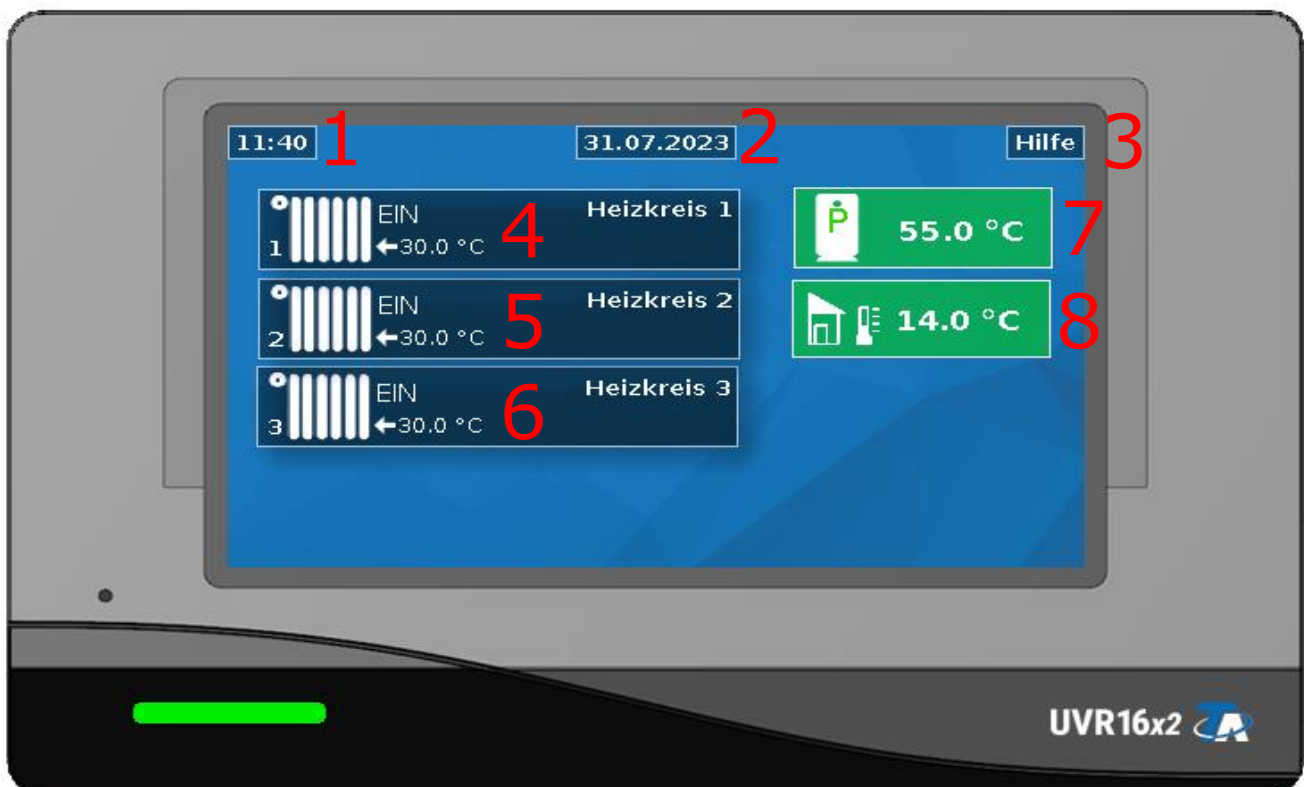 11:40 1
31.07.2023 2
Hilfe 3
EIN Heizkreis 1
1 ←30.0 °C 4
EIN Heizkreis 2
2 ←30.0 °C 5
EIN Heizkreis 3
3 ←30.0 °C 6
P 55.0 °C 7
14.0 °C 8
UVR16x2 TA